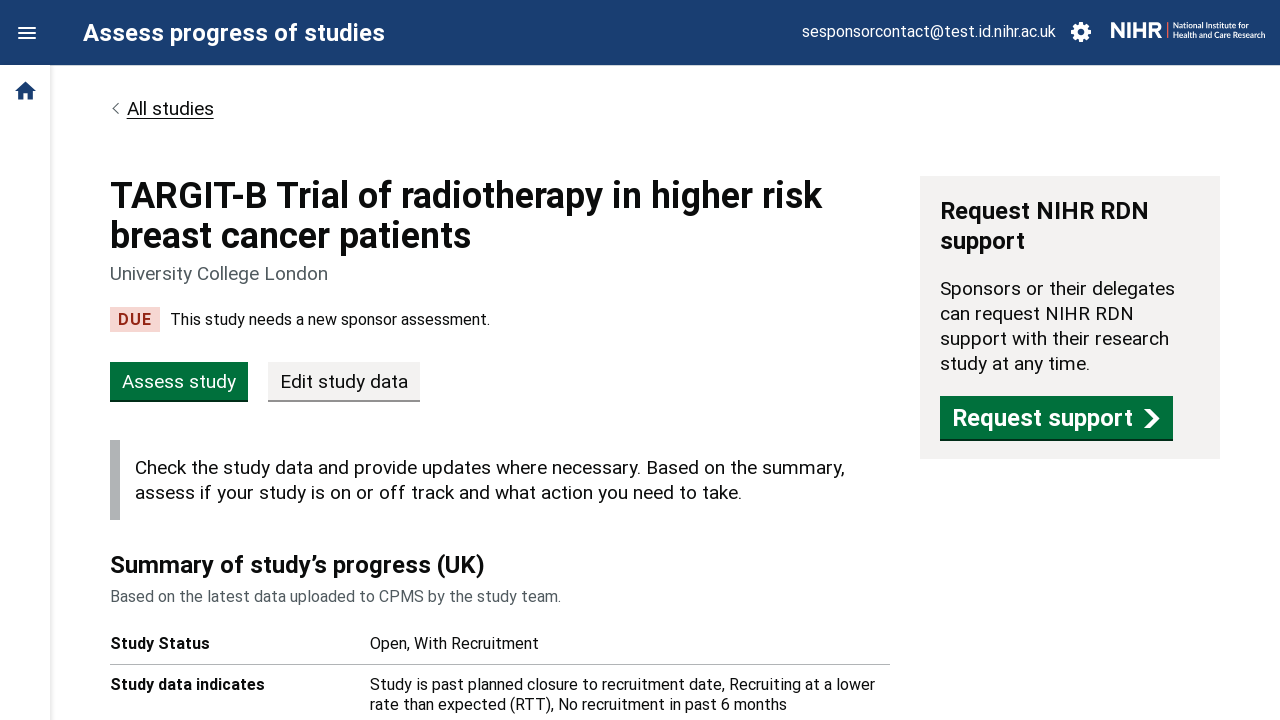 Assess progress of studies
sesponsorcontact@test.id.nihr.ac.uk
NIHR
National Institute for
Health and Care Research
All studies
TARGIT-B Trial of radiotherapy in higher risk
breast cancer patients
University College London
DUE
This study needs a new sponsor assessment.
Assess study
Edit study data
Check the study data and provide updates where necessary. Based on the summary,
assess if your study is on or off track and what action you need to take.
Summary of study’s progress (UK)
Based on the latest data uploaded to CPMS by the study team.
Study Status
Open, With Recruitment
Study data indicates
Study is past planned closure to recruitment date, Recruiting at a lower
rate than expected (RTT), No recruitment in past 6 months
Request NIHR RDN
support
Sponsors or their delegates
can request NIHR RDN
support with their research
study at any time.
Request support